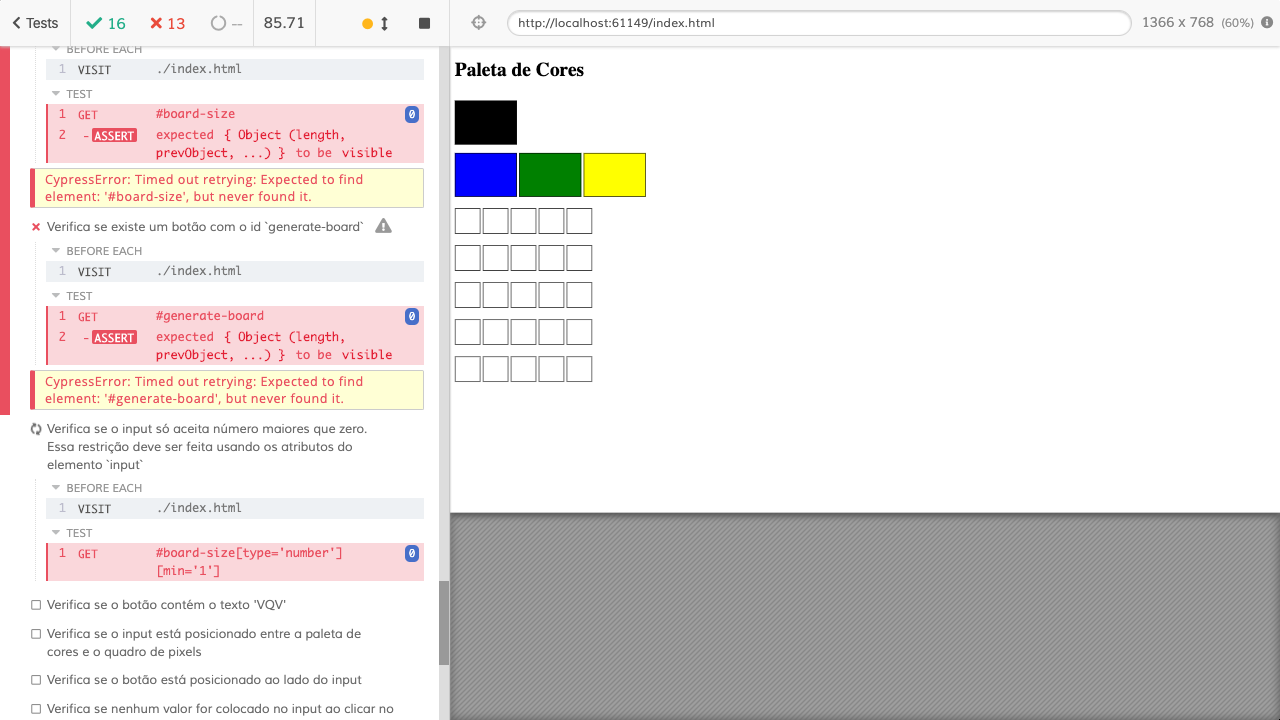 Tests 16 13 -- 85.71
http://localhost:61149/index.html 1366 x 768 (60%)
BEFORE EACH
1 VISIT ./index.html
TEST
1 GET #board-size 0
2 -ASSERT expected { Object (length,
prevObject, ...) } to be visible
CypressError: Timed out retrying: Expected to find
element: '#board-size', but never found it.
Verifica se existe um botão com o id `generate-board`
BEFORE EACH
1 VISIT ./index.html
TEST
1 GET #generate-board 0
2 -ASSERT expected { Object (length,
prevObject, ...) } to be visible
CypressError: Timed out retrying: Expected to find
element: '#generate-board', but never found it.
Verifica se o input só aceita número maiores que zero.
Essa restrição deve ser feita usando os atributos do
elemento `input`
BEFORE EACH
1 VISIT ./index.html
TEST
1 GET #board-size[type='number'] 0
[min='1']
Verifica se o botão contém o texto 'VQV'
Verifica se o input está posicionado entre a paleta de
cores e o quadro de pixels
Verifica se o botão está posicionado ao lado do input
Verifica se nenhum valor for colocado no input ao clicar no
Paleta de Cores